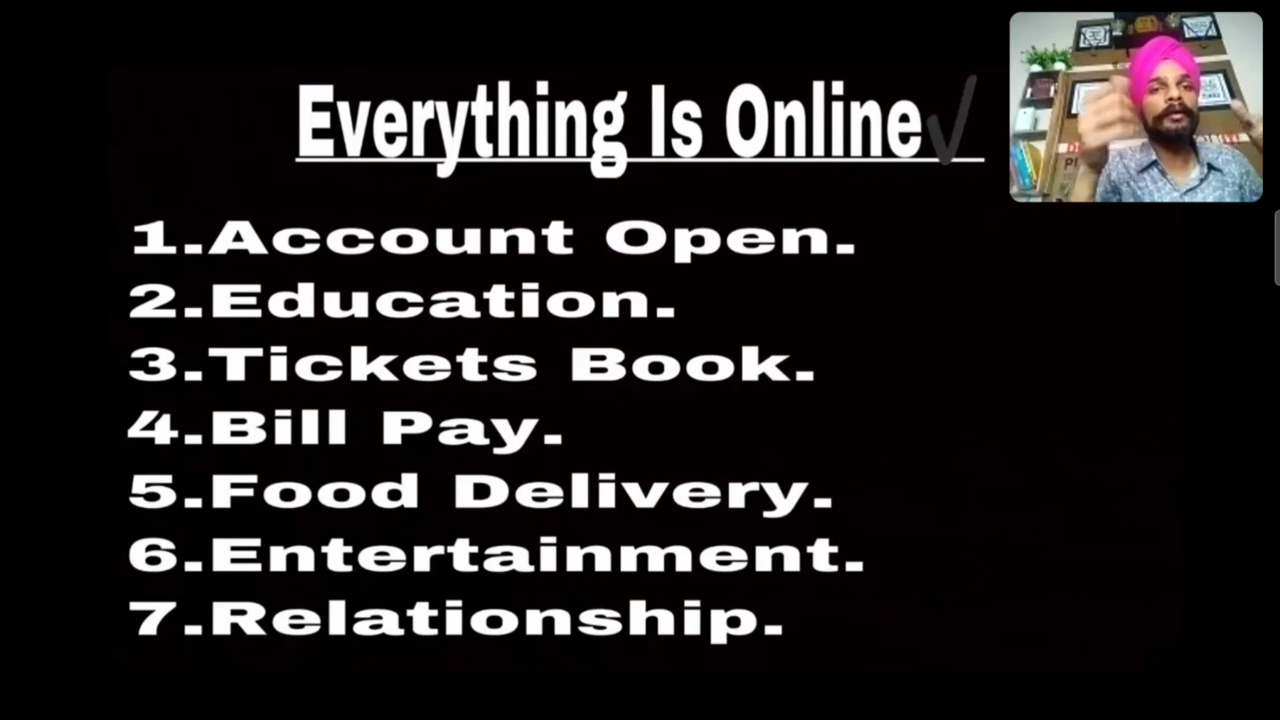 Everything Is Online
1.Account Open.
2.Education.
3.Tickets Book.
4.Bill Pay.
5.Food Delivery.
6.Entertainment.
7.Relationship.